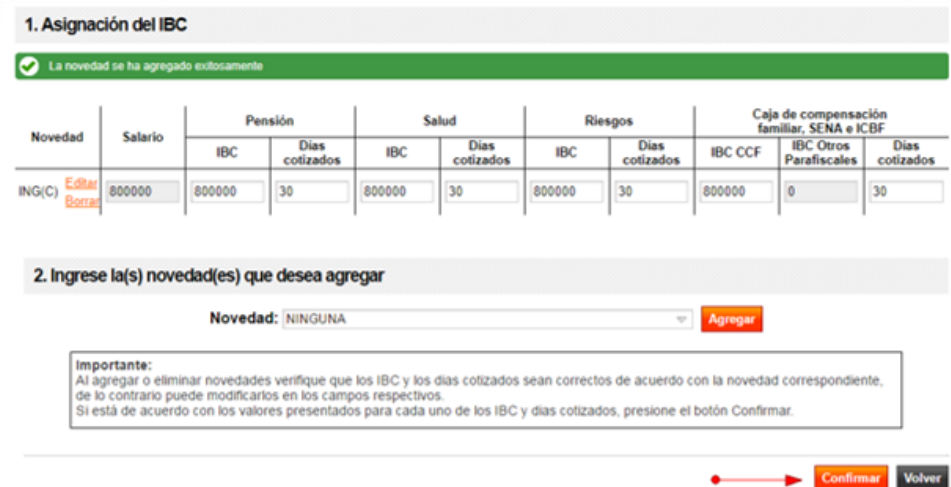 1. Asignación del IBC
La novedad se ha agregado exitosamente
Novedad Salario Pensión Salud Riesgos Caja de compensación familiar, SENA e ICBF
IBC Días cotizados IBC Días cotizados IBC Días cotizados IBC CCF IBC Otros Parafiscales Días cotizados
ING(C) Editar Borrar 800000 800000 30 800000 30 800000 30 800000 0 30
2. Ingrese la(s) novedad(es) que desea agregar
Novedad: NINGUNA Agregar
Importante:
Al agregar o eliminar novedades verifique que los IBC y los días cotizados sean correctos de acuerdo con la novedad correspondiente,
de lo contrario puede modificarlos en los campos respectivos.
Si está de acuerdo con los valores presentados para cada uno de los IBC y días cotizados, presione el botón Confirmar.
Confirmar Volver